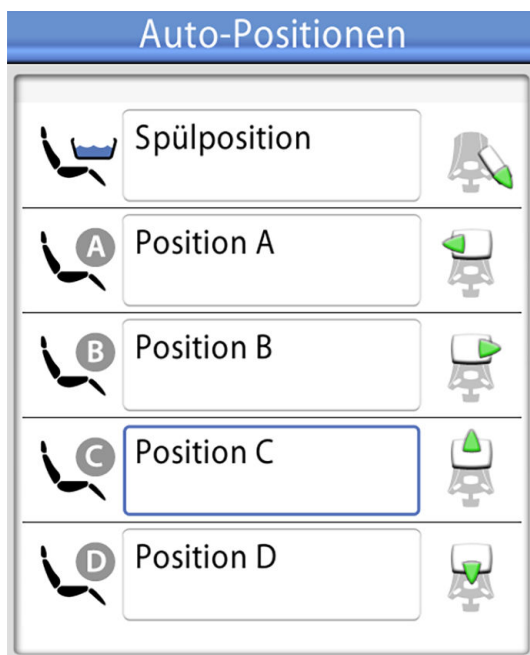 Auto-Positionen
Spülposition
A Position A
B Position B
C Position C
D Position D